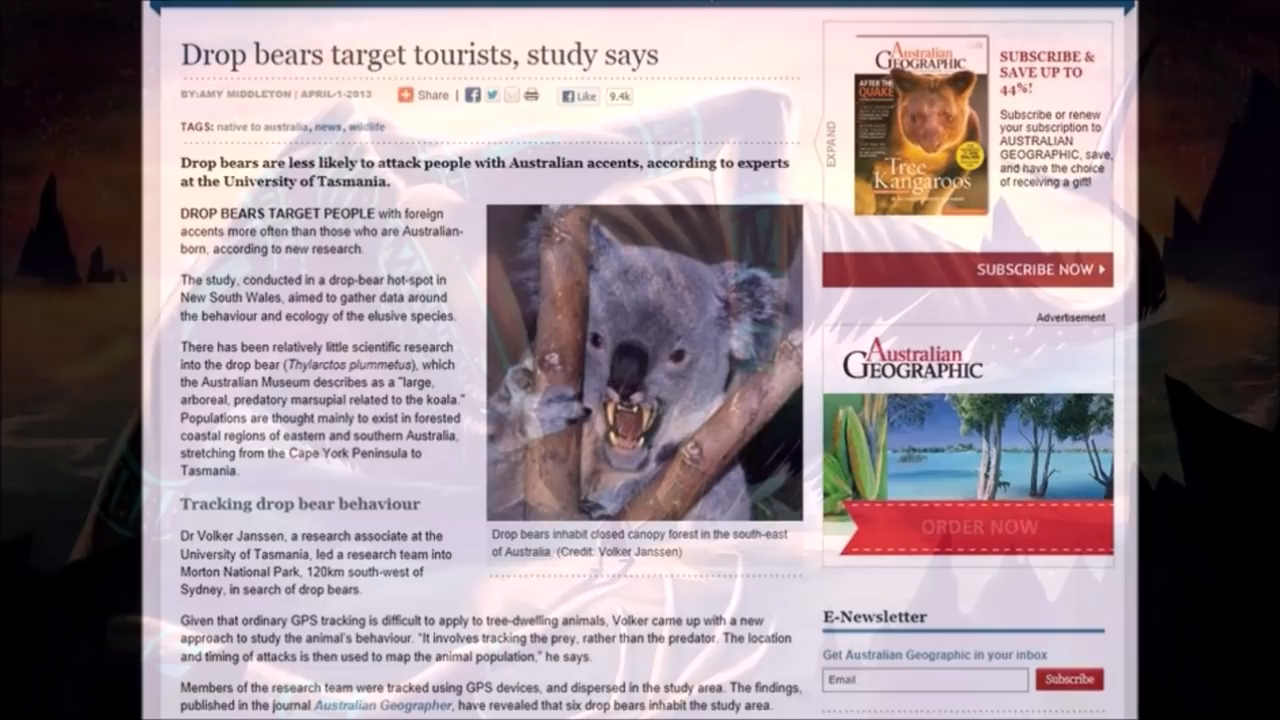 Drop bears target tourists, study says
BY:AMY MIDDLETON | APRIL-1-2013
Share |
Like
9.4k
TAGS: native to australia, news, wildlife
Drop bears are less likely to attack people with Australian accents, according to experts
at the University of Tasmania.
DROP BEARS TARGET PEOPLE with foreign
accents more often than those who are Australian-
born, according to new research.
The study, conducted in a drop-bear hot-spot in
New South Wales, aimed to gather data around
the behaviour and ecology of the elusive species.
There has been relatively little scientific research
into the drop bear (Thylarctos plummetus), which
the Australian Museum describes as a "large,
arboreal, predatory marsupial related to the koala."
Populations are thought mainly to exist in forested
coastal regions of eastern and southern Australia,
stretching from the Cape York Peninsula to
Tasmania.
Tracking drop bear behaviour
Dr Volker Janssen, a research associate at the
University of Tasmania, led a research team into
Morton National Park, 120km south-west of
Sydney, in search of drop bears.
Drop bears inhabit closed canopy forest in the south-east
of Australia. (Credit: Volker Janssen)
Given that ordinary GPS tracking is difficult to apply to tree-dwelling animals, Volker came up with a new
approach to study the animal's behaviour. "It involves tracking the prey, rather than the predator. The location
and timing of attacks is then used to map the animal population," he says.
Members of the research team were tracked using GPS devices, and dispersed in the study area. The findings,
published in the journal Australian Geographer, have revealed that six drop bears inhabit the study area.
EXPAND
Australian
GEOGRAPHIC
AFTER THE
QUAKE
Tree
Kangaroos
SUBSCRIBE &
SAVE UP TO
44%!
Subscribe or renew
your subscription to
AUSTRALIAN
GEOGRAPHIC, save,
and have the choice
of receiving a gift!
SUBSCRIBE NOW
Advertisement
Australian
GEOGRAPHIC
ORDER NOW
E-Newsletter
Get Australian Geographic in your inbox
Email
Subscribe